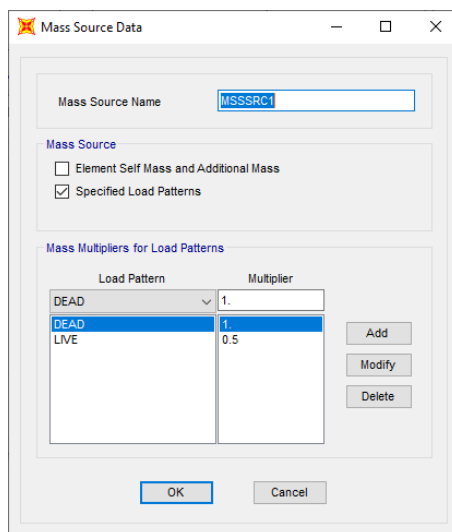 Mass Source Data
Mass Source Name MSSSRC1
Mass Source
Element Self Mass and Additional Mass
Specified Load Patterns
Mass Multipliers for Load Patterns
Load Pattern Multiplier
DEAD 1.
DEAD 1.
LIVE 0.5
Add
Modify
Delete
OK Cancel